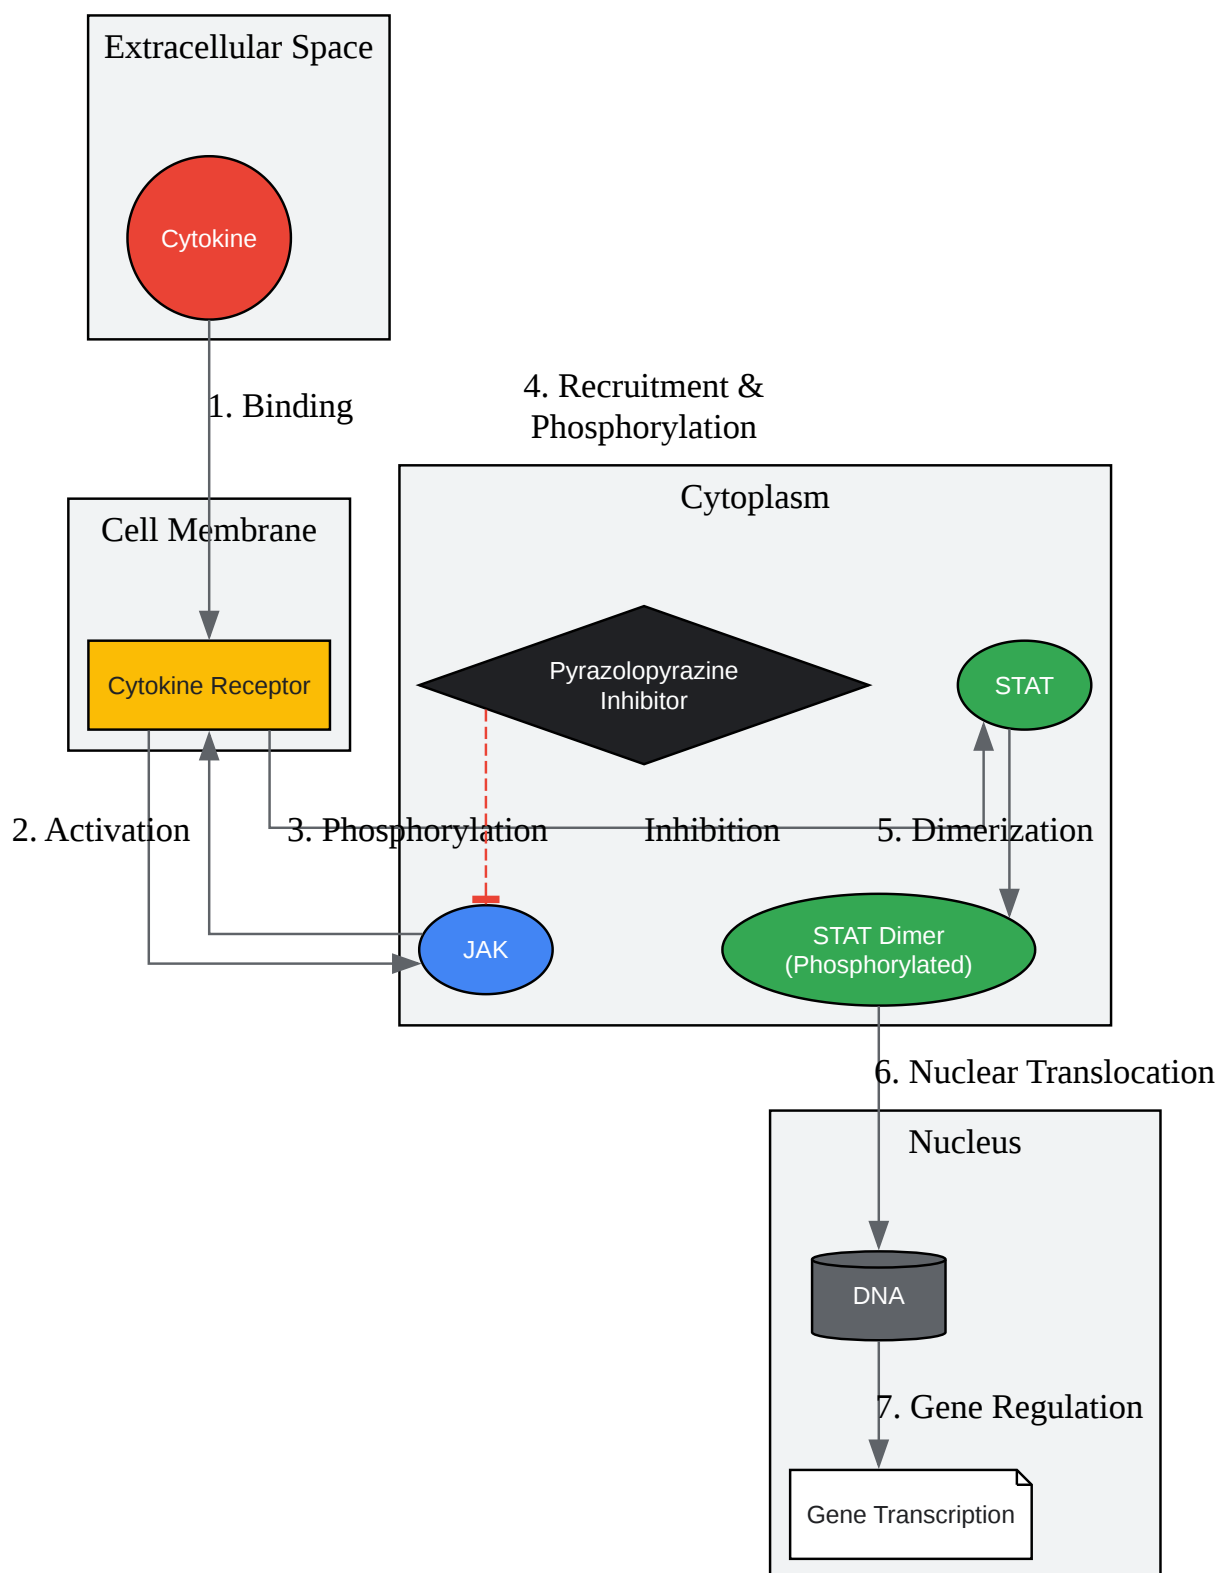 Extracellular Space
Cytokine
1. Binding
4. Recruitment &
Phosphorylation
Cell Membrane
Cytoplasm
Cytokine Receptor
Pyrazolopyrazine
Inhibitor
STAT
2. Activation
3. Phosphorylation
Inhibition
5. Dimerization
JAK
STAT Dimer
(Phosphorylated)
6. Nuclear Translocation
Nucleus
DNA
7. Gene Regulation
Gene Transcription